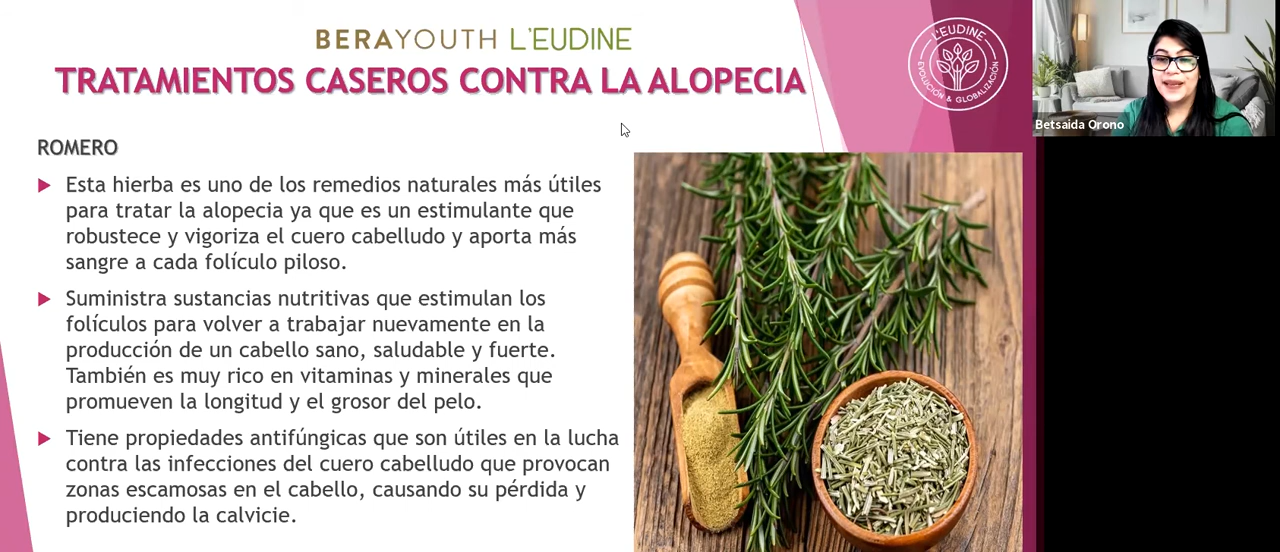 BERAYOUTH L'EUDINE
TRATAMIENTOS CASEROS CONTRA LA ALOPECIA
L'EUDINE
EVOLUCIÓN & GLOBALIZACIÓN
Betsaida Orono
ROMERO
Esta hierba es uno de los remedios naturales más útiles
para tratar la alopecia ya que es un estimulante que
robustece y vigoriza el cuero cabelludo y aporta más
sangre a cada folículo piloso.
Suministra sustancias nutritivas que estimulan los
folículos para volver a trabajar nuevamente en la
producción de un cabello sano, saludable y fuerte.
También es muy rico en vitaminas y minerales que
promueven la longitud y el grosor del pelo.
Tiene propiedades antifúngicas que son útiles en la lucha
contra las infecciones del cuero cabelludo que provocan
zonas escamosas en el cabello, causando su pérdida y
produciendo la calvicie.